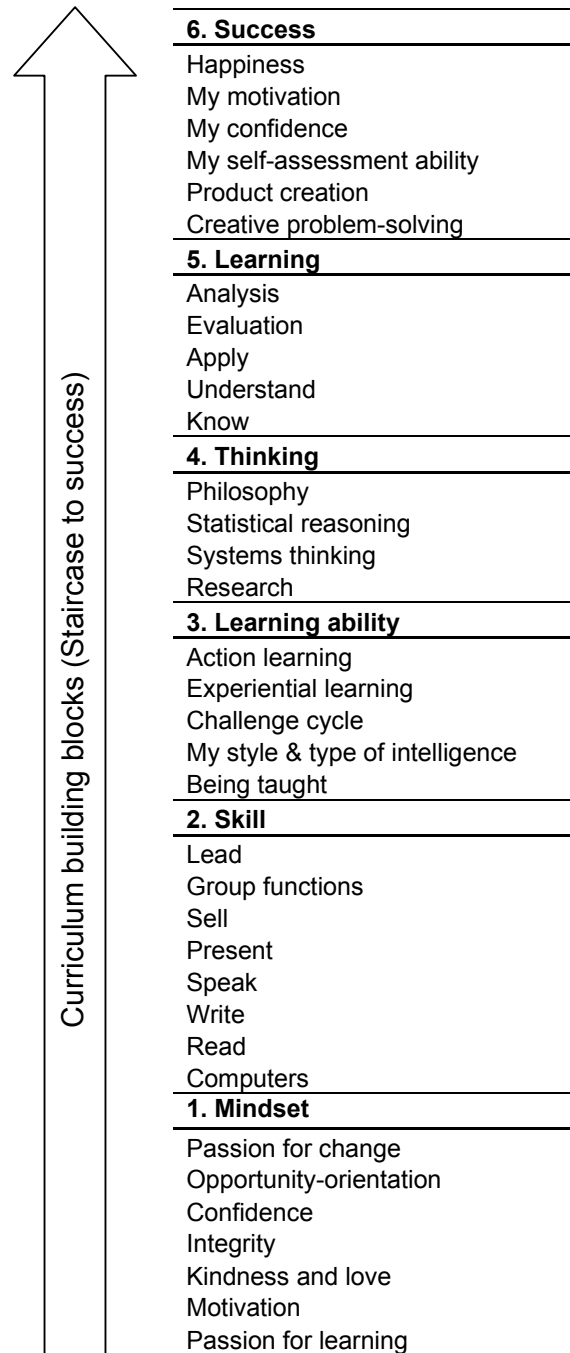 6. Success
Happiness
My motivation
My confidence
My self-assessment ability
Product creation
Creative problem-solving
5. Learning
Analysis
Evaluation
Apply
Understand
Know
4. Thinking
Philosophy
Statistical reasoning
Systems thinking
Research
3. Learning ability
Action learning
Experiential learning
Challenge cycle
My style & type of intelligence
Being taught
2. Skill
Lead
Group functions
Sell
Present
Speak
Write
Read
Computers
1. Mindset
Passion for change
Opportunity-orientation
Confidence
Integrity
Kindness and love
Motivation
Passion for learning
Curriculum building blocks (Staircase to success)